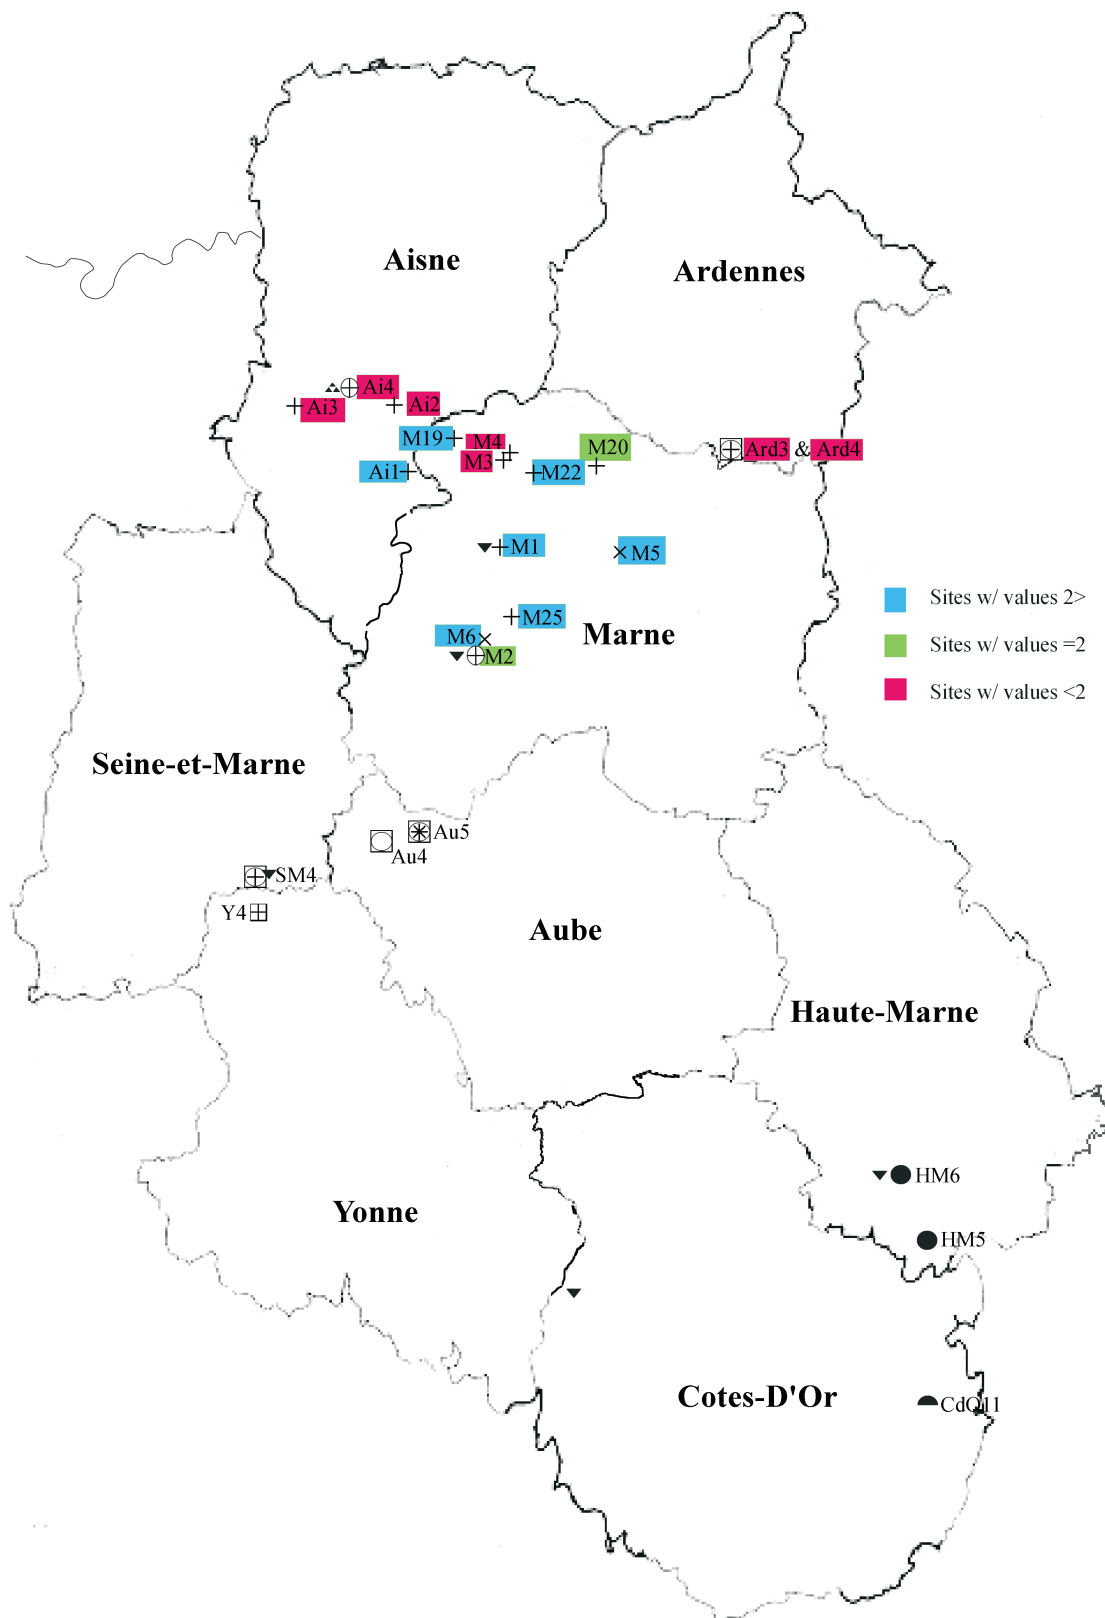 Aisne
Ardennes
Ai4
Ai3
Ai2
M19
M4
M20
Ard3 & Ard4
M3
Ai1
M22
M1
M5
Sites w/ values 2>
M25
Marne
M6
Sites w/ values =2
M2
Sites w/ values <2
Seine-et-Marne
Au5
Au4
SM4
Y4
Aube
Haute-Marne
HM6
Yonne
HM5
Cotes-D'Or
CdO11